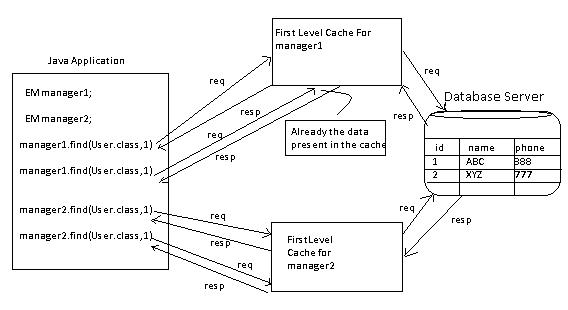 Java Application
EM manager1;
EM manager2;
manager1.find(User.class,1)
manager1.find(User.class,1)
manager2.find(User.class,1)
manager2.find(User.class,1)
req
resp
req
resp
req
resp
req
resp
First Level Cache For
manager1
Already the data
present in the cache
First Level
Cache for
manager2
req
resp
req
resp
Database Server
id name phone
1 ABC 888
2 XYZ 777